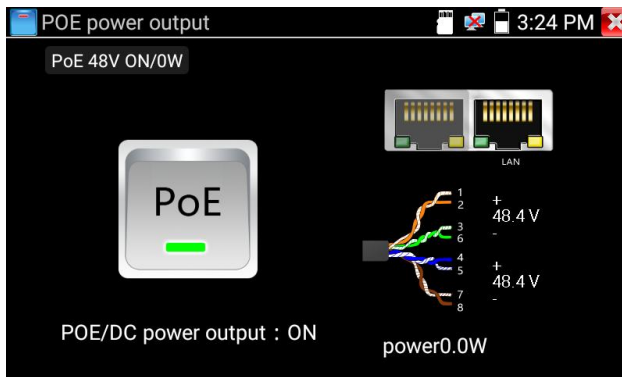 POE power output
3:24 PM
PoE 48V ON/0W
LAN
PoE
1
2
+
48.4 V
3
6
-
4
5
+
48.4 V
7
8
-
POE/DC power output : ON
power0.0W